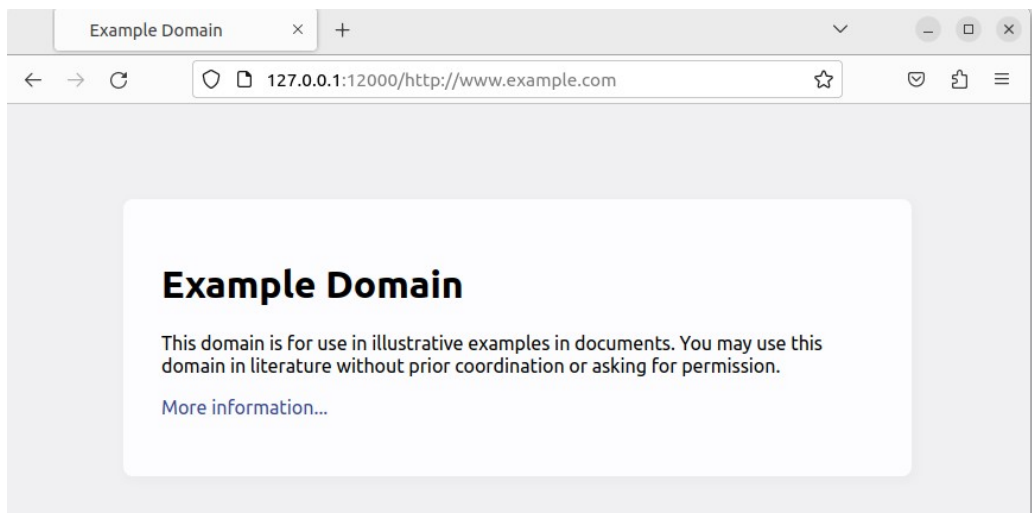 Example Domain
127.0.0.1:12000/http://www.example.com
Example Domain
This domain is for use in illustrative examples in documents. You may use this
domain in literature without prior coordination or asking for permission.
More information...